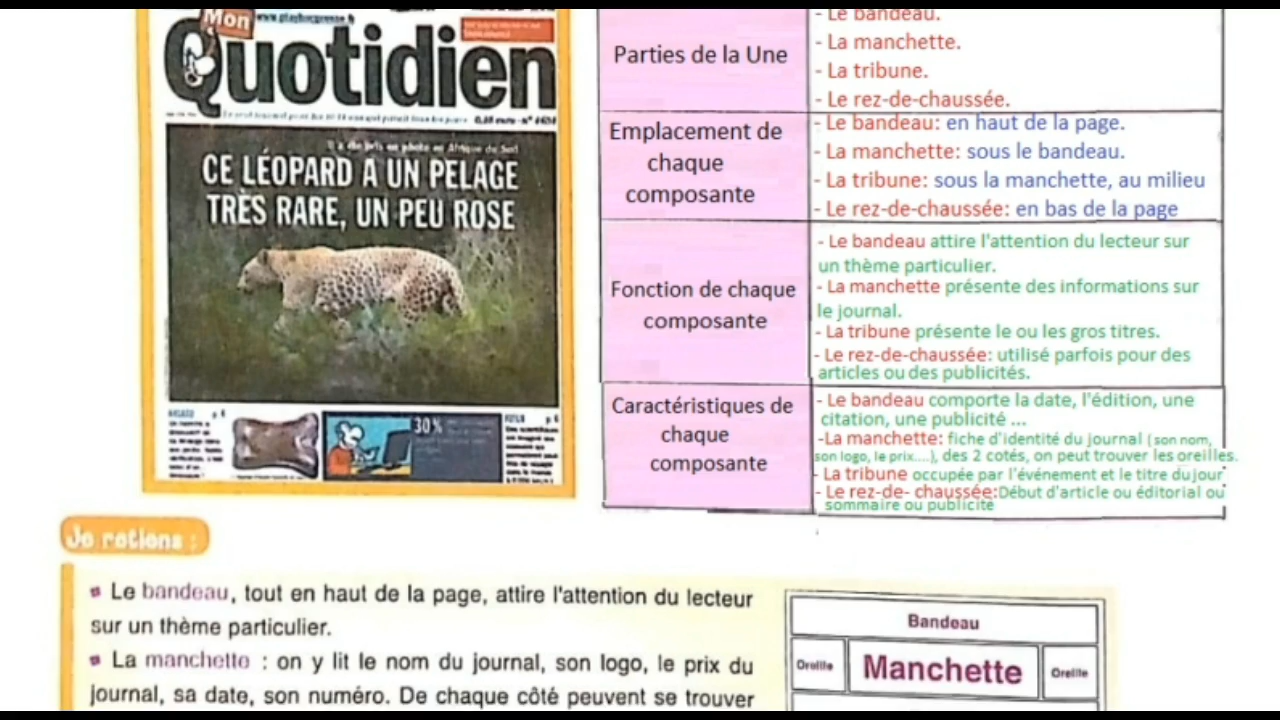 Mon
www.playbacpresse.fr
Quotidien
0,48 euro - n°
CE LÉOPARD A UN PELAGE
TRÈS RARE, UN PEU ROSE
p. 6
30%
p. 6
- Le bandeau.
Parties de la Une
- La manchette.
- La tribune.
- Le rez-de-chaussée.
Emplacement de
chaque
composante
- Le bandeau: en haut de la page.
- La manchette: sous le bandeau.
- La tribune: sous la manchette, au milieu
- Le rez-de-chaussée: en bas de la page
Fonction de chaque
composante
- Le bandeau attire l'attention du lecteur sur
un thème particulier.
- La manchette présente des informations sur
le journal.
- La tribune présente le ou les gros titres.
- Le rez-de-chaussée: utilisé parfois pour des
articles ou des publicités.
Caractéristiques de
chaque
composante
- Le bandeau comporte la date, l'édition, une
citation, une publicité ...
-La manchette: fiche d'identité du journal ( son nom,
son logo, le prix....), des 2 cotés, on peut trouver les oreilles.
- La tribune occupée par l'événement et le titre du jour
- Le rez-de- chaussée:Début d'article ou éditorial ou
sommaire ou publicité
Je retiens :
Le bandeau, tout en haut de la page, attire l'attention du lecteur
sur un thème particulier.
La manchette : on y lit le nom du journal, son logo, le prix du
journal, sa date, son numéro. De chaque côté peuvent se trouver
Bandeau
Oreille
Manchette
Oreille